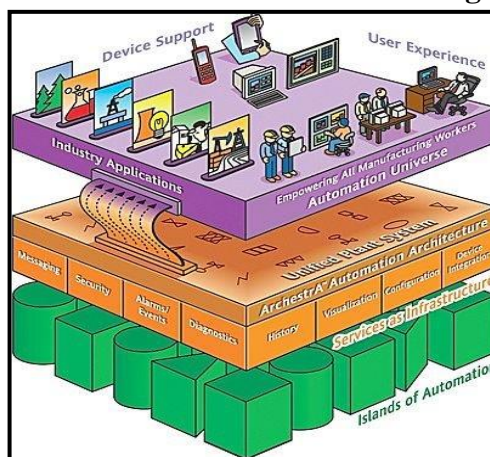 g
Device Support
User Experience
Industry Applications
Empowering All Manufacturing Workers
Automation Universe
Unified Plant System
ArchestrA Automation Architecture
Messaging
Security
Alarms/
Events
Diagnostics
History
Visualization
Configuration
Device
Integration
Services as Infrastructure
Islands of Automation